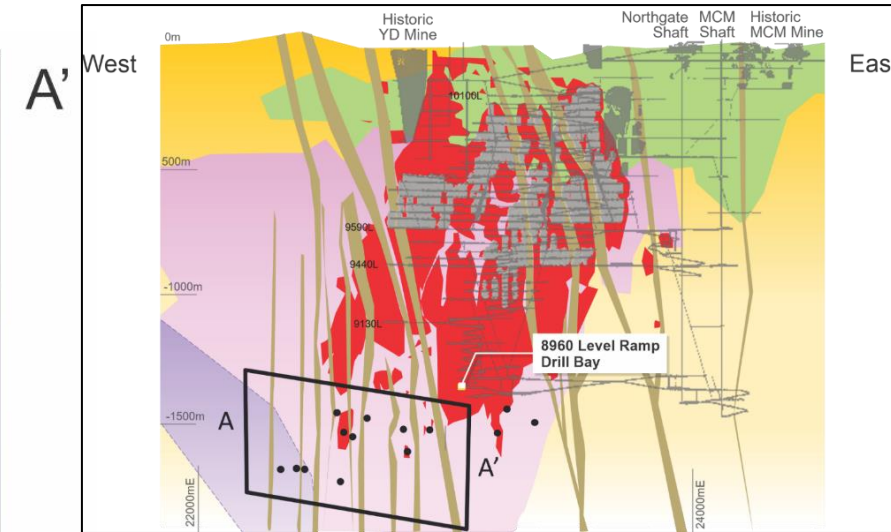 A'
West
Historic
YD Mine
Northgate
Shaft
MCM
Shaft
Historic
MCM Mine
Eas
0m
10100L
500m
9590L
9440L
-1000m
9130L
8960 Level Ramp
Drill Bay
-1500m
A
A'
22000mE
24000mE